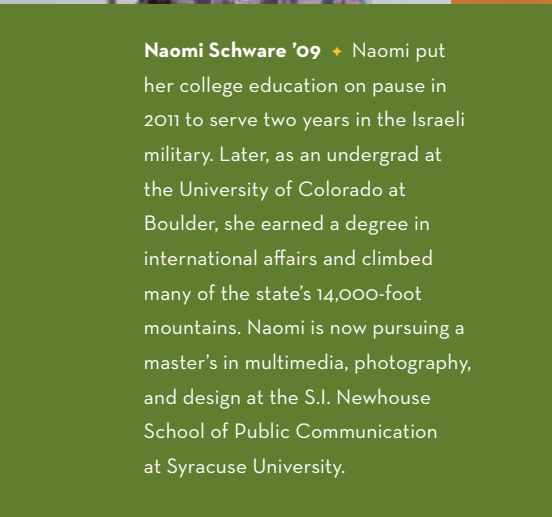 Naomi Schware ’09 ✦ Naomi put
her college education on pause in
2011 to serve two years in the Israeli
military. Later, as an undergrad at
the University of Colorado at
Boulder, she earned a degree in
international affairs and climbed
many of the state’s 14,000-foot
mountains. Naomi is now pursuing a
master’s in multimedia, photography,
and design at the S.I. Newhouse
School of Public Communication
at Syracuse University.